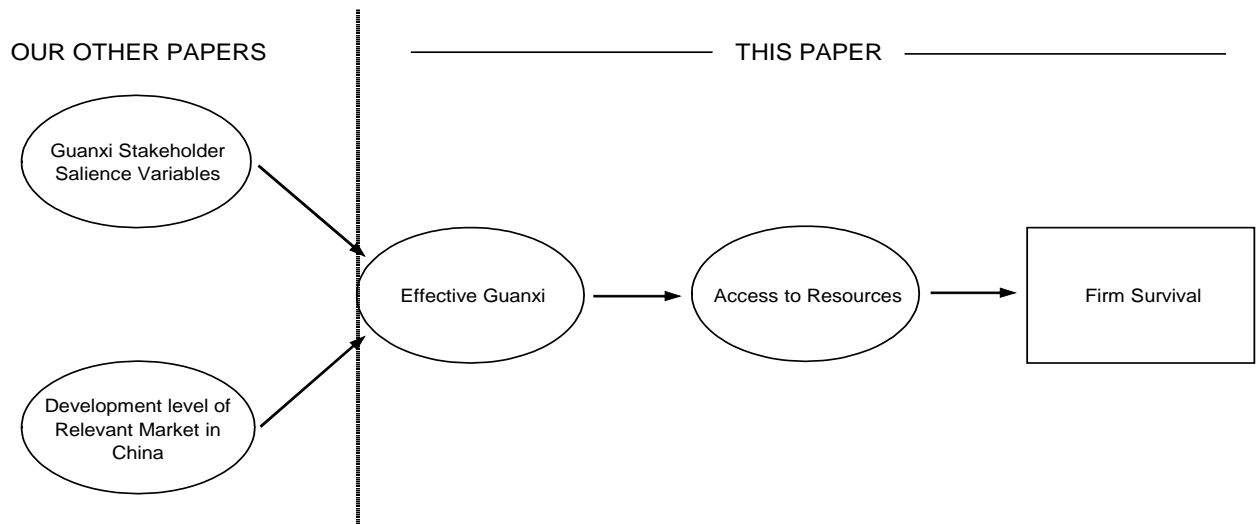 OUR OTHER PAPERS
THIS PAPER
Guanxi Stakeholder
Salience Variables
Effective Guanxi
Access to Resources
Firm Survival
Development level of
Relevant Market in
China